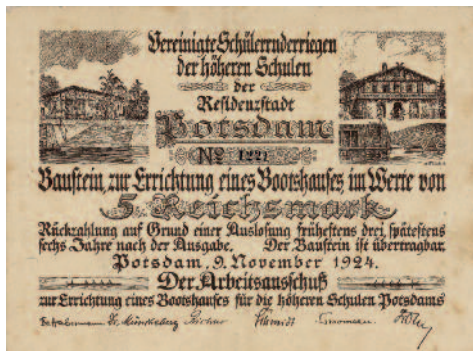 Vereinigte Schülerruderriegen
der höheren Schulen
der
Residenzstadt
Potsdam
No 1221
Baustein zur Errichtung eines Bootshauses im Werte von
5 Reichsmark
Rückzahlung auf Grund einer Auslosung frühestens drei, spätestens
sechs Jahre nach der Ausgabe. Der Baustein ist übertragbar.
Potsdam, 9. November 1924.
Der Arbeitsausschuß
zur Errichtung eines Bootshauses für die höheren Schulen Potsdams
Dr. Schmidt